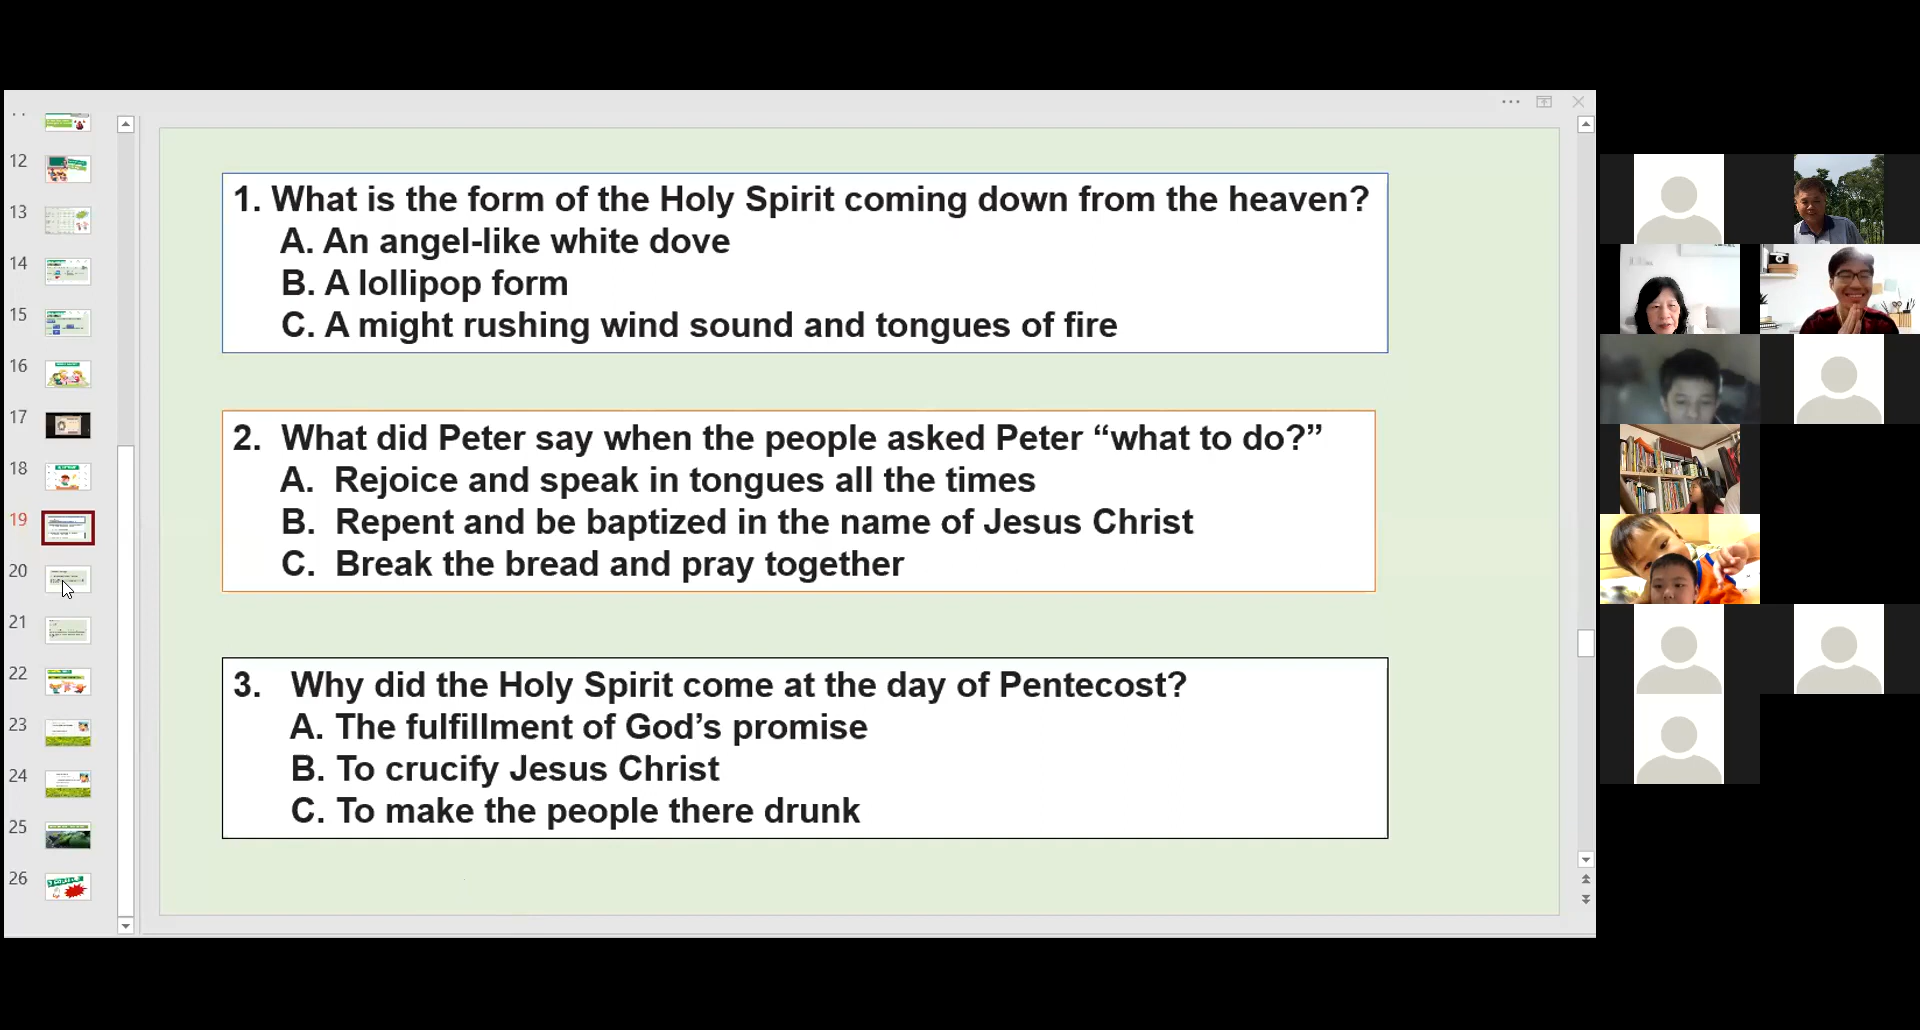 1. What is the form of the Holy Spirit coming down from the heaven?
A. An angel-like white dove
B. A lollipop form
C. A might rushing wind sound and tongues of fire
2. What did Peter say when the people asked Peter “what to do?”
A. Rejoice and speak in tongues all the times
B. Repent and be baptized in the name of Jesus Christ
C. Break the bread and pray together
3. Why did the Holy Spirit come at the day of Pentecost?
A. The fulfillment of God’s promise
B. To crucify Jesus Christ
C. To make the people there drunk
12
13
14
15
16
17
18
19
20
21
22
23
24
25
26